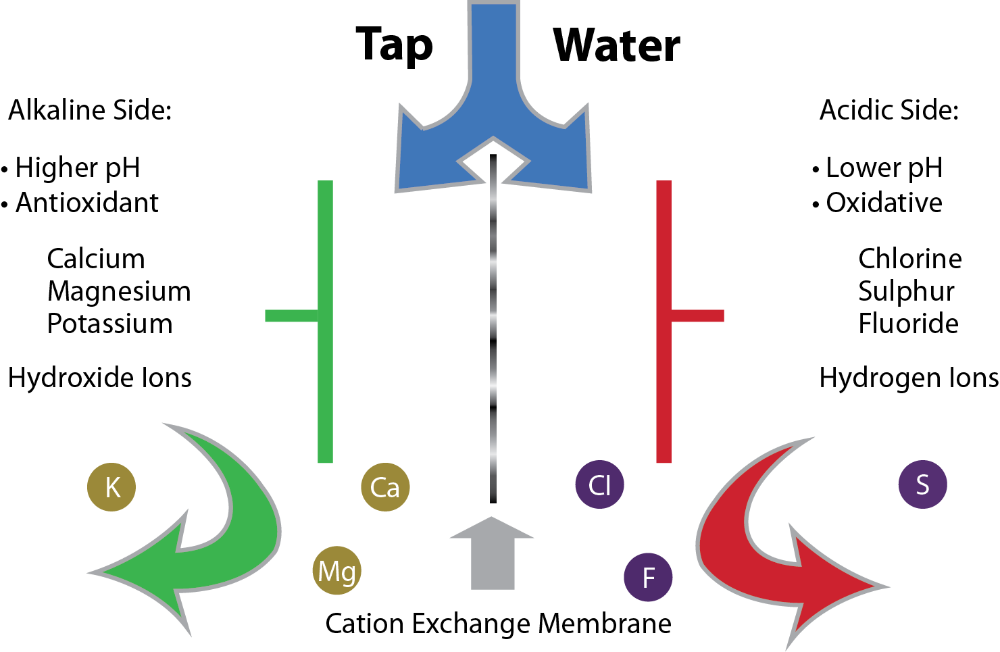 Tap Water
Alkaline Side:
• Higher pH
• Antioxidant
Calcium
Magnesium
Potassium
Hydroxide Ions
Acidic Side:
• Lower pH
• Oxidative
Chlorine
Sulphur
Fluoride
Hydrogen Ions
K
Ca
Mg
Cl
S
F
Cation Exchange Membrane